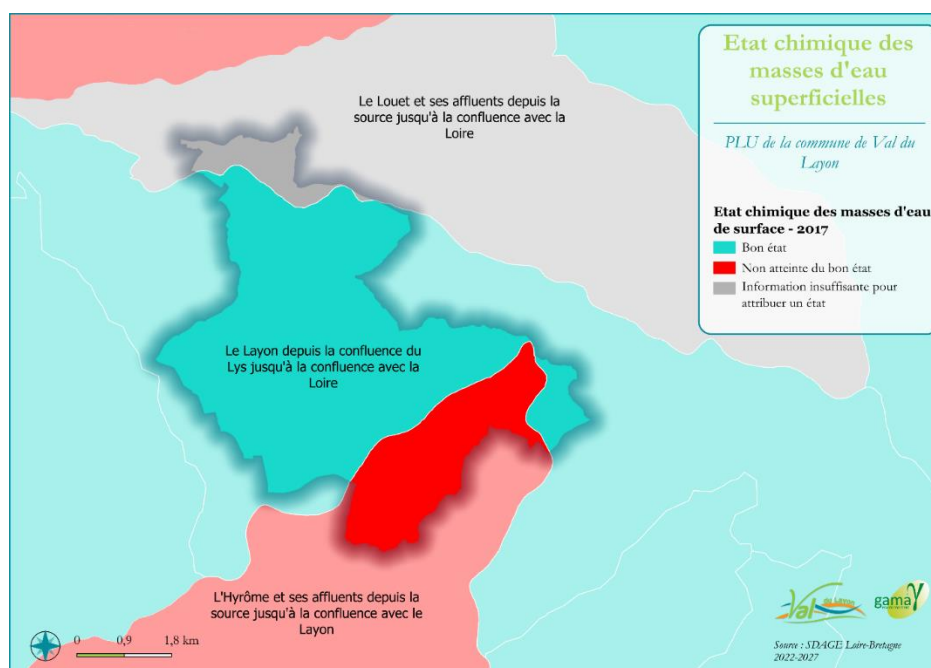 Etat chimique des
masses d'eau
superficielles
PLU de la commune de Val du
Layon
Etat chimique des masses d'eau
de surface - 2017
Bon état
Non atteinte du bon état
Information insuffisante pour
attribuer un état
Le Louet et ses affluents depuis la
source jusqu'à la confluence avec la
Loire
Le Layon depuis la confluence du
Lys jusqu'à la confluence avec la
Loire
L'Hyrôme et ses affluents depuis la
source jusqu'à la confluence avec le
Layon
0 0,9 1,8 km
Val du Layon
gama
Source : SDAGE Loire-Bretagne
2022-2027